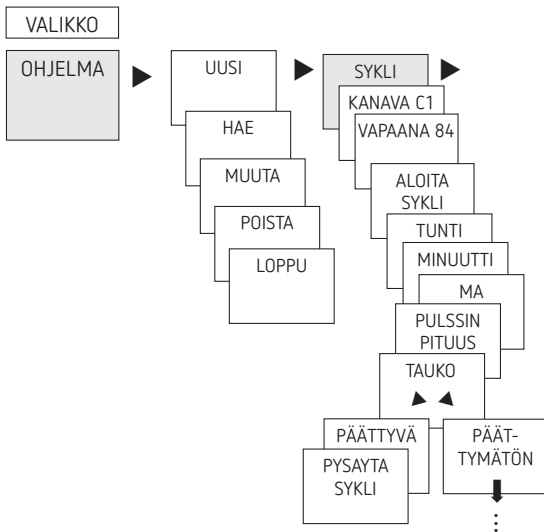 VALIKKO
OHJELMA
UUSI
HAE
MUUTA
POISTA
LOPPU
SYKLI
KANAVA C1
VAPAANA 84
ALOITA
SYKLI
TUNTI
MINUUTTI
MA
PULSSIN
PITUUS
TAUKO
PÄÄTTYVÄ
PYSAYTA
SYKLI
PÄÄT-
TYMÄTÖN